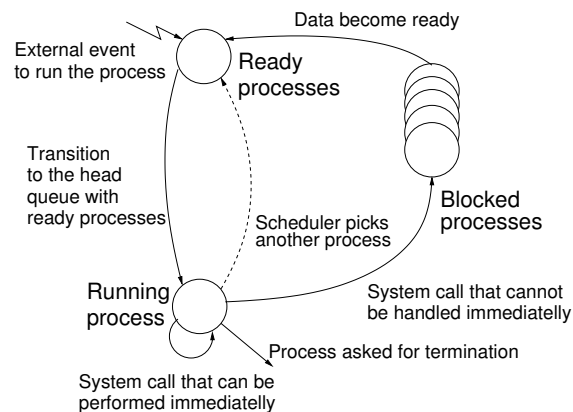 Data become ready
External event
to run the process
Ready
processes
Transition
to the head
queue with
ready processes
Blocked
processes
Scheduler picks
another process
Running
process
System call that cannot
be handled immediatelly
Process asked for termination
System call that can be
performed immediatelly